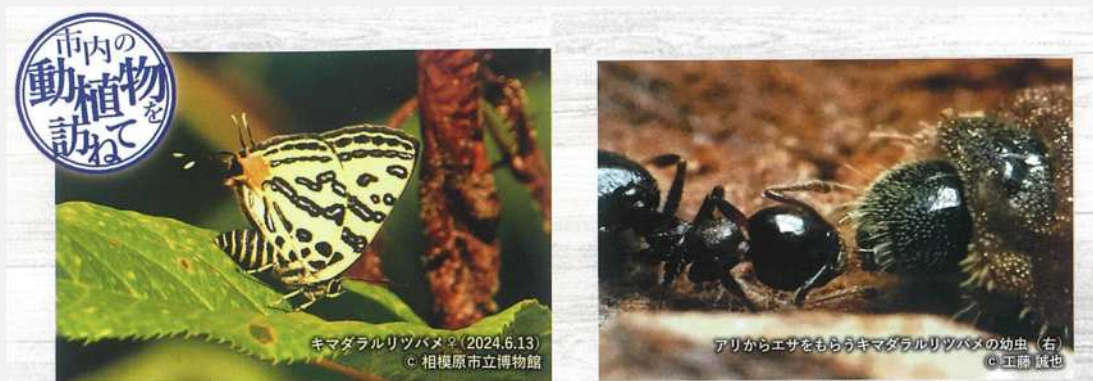 市内の
動植物を
訪ねて
キマダラルリツバメ♀(2024.6.13)
© 相模原市立博物館
アリからエサをもらうキマダラルリツバメの幼虫(右)
© 工藤 誠也